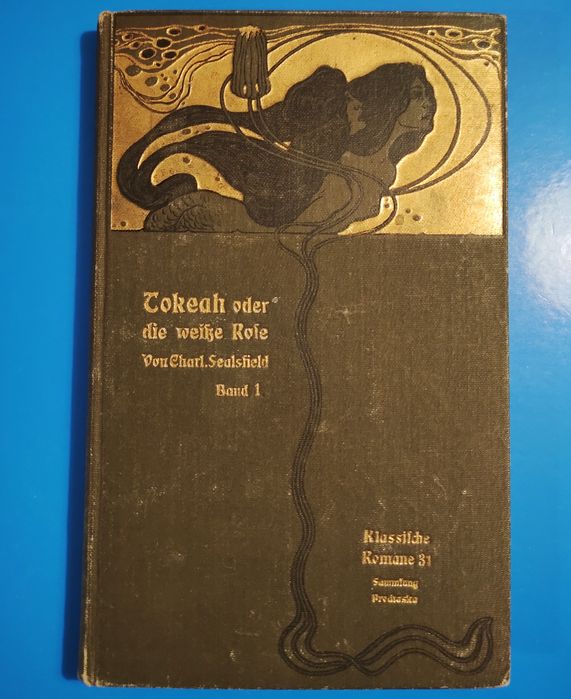 Tokeah oder
die weiße Rose
Von Charl. Sealsfield
Band 1
Klassische
Romane 31
Sammlung
Prochaska